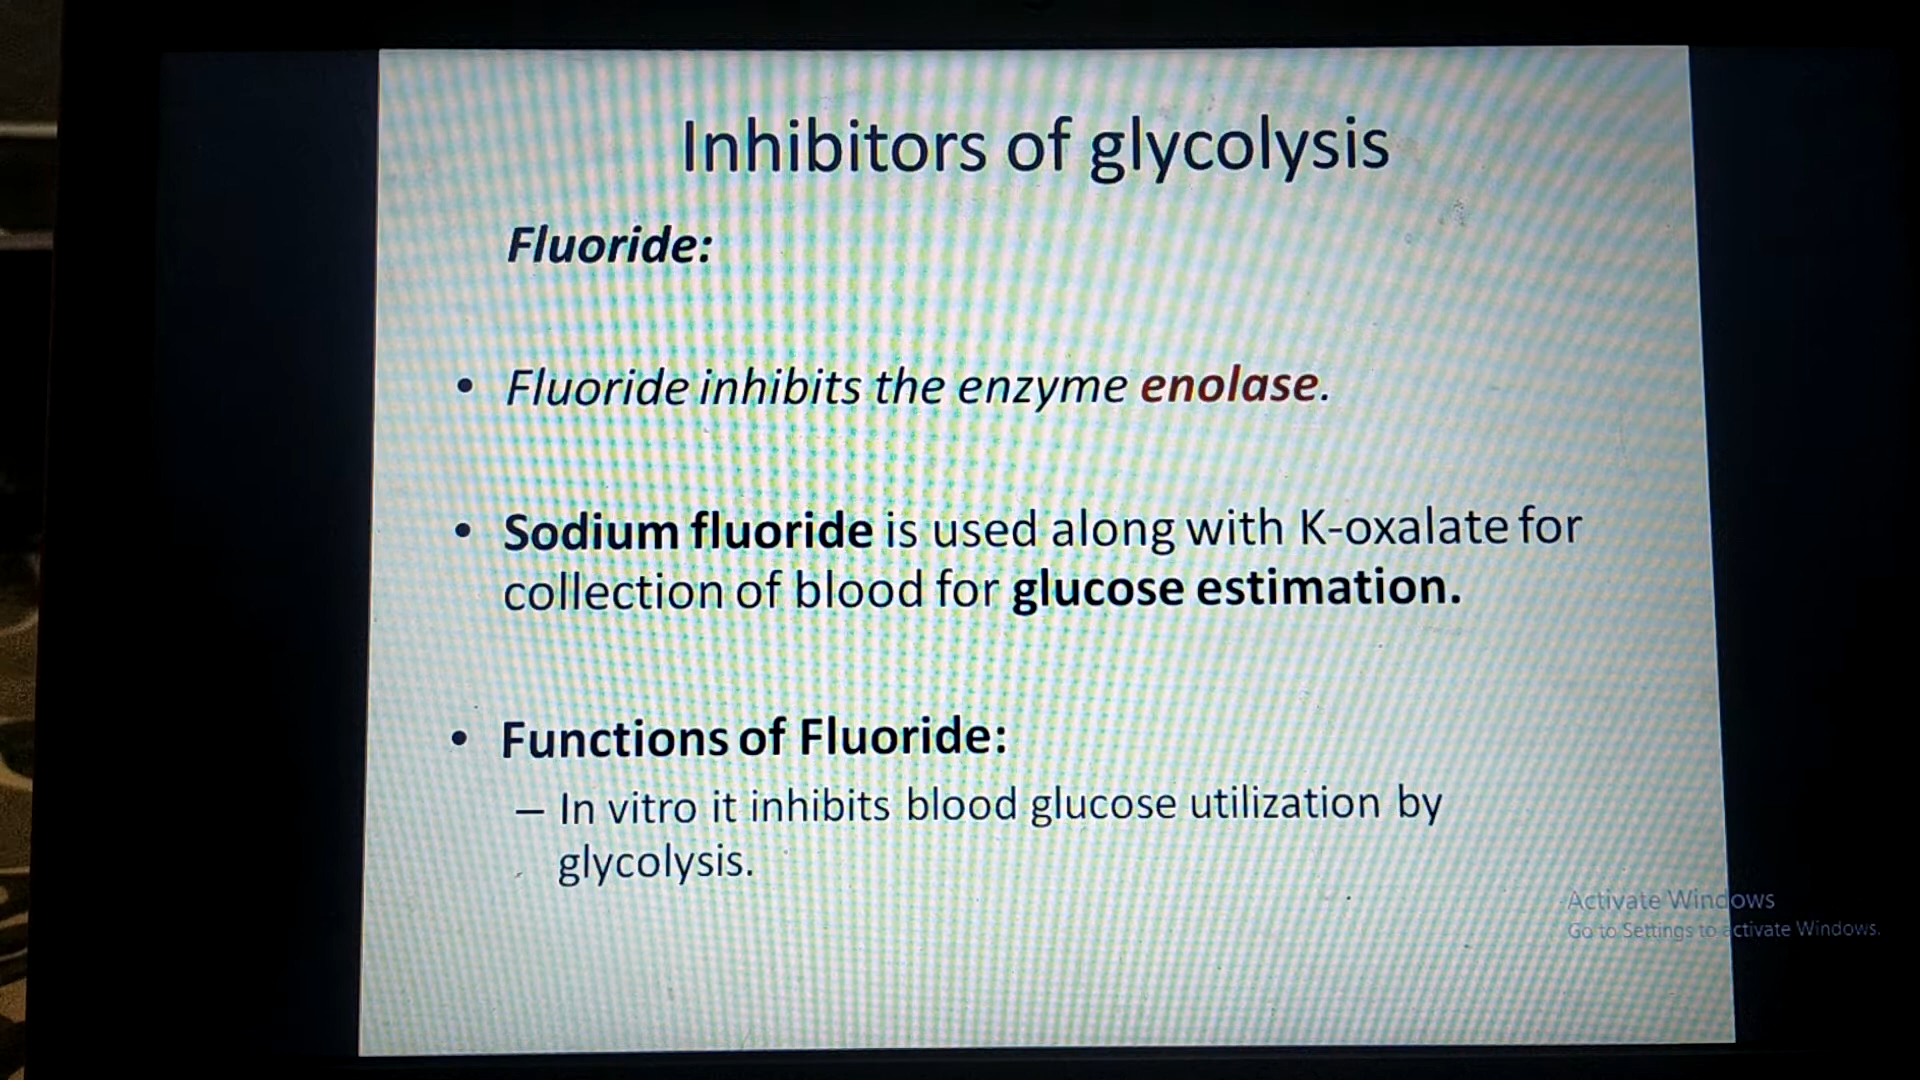 Inhibitors of glycolysis
Fluoride:
• Fluoride inhibits the enzyme enolase.
• Sodium fluoride is used along with K-oxalate for
collection of blood for glucose estimation.
• Functions of Fluoride:
– In vitro it inhibits blood glucose utilization by
glycolysis.
Activate Windows
Go to Settings to activate Windows.